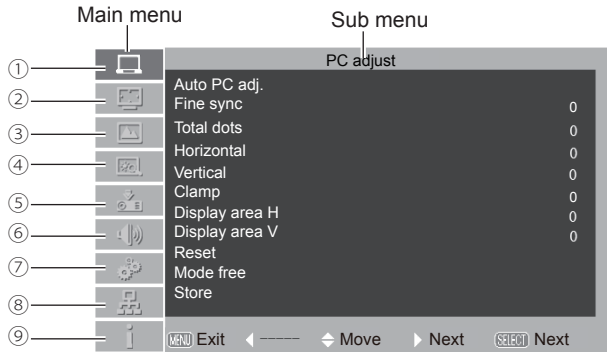 Main menu
Sub menu
① PC adjust
Auto PC adj.
② Fine sync 0
③ Total dots 0
Horizontal 0
④ Vertical 0
⑤ Clamp 0
Display area H 0
⑥ Display area V 0
Reset
⑦ Mode free
⑧ Store
⑨ MENU Exit ----- Move Next SELECT Next